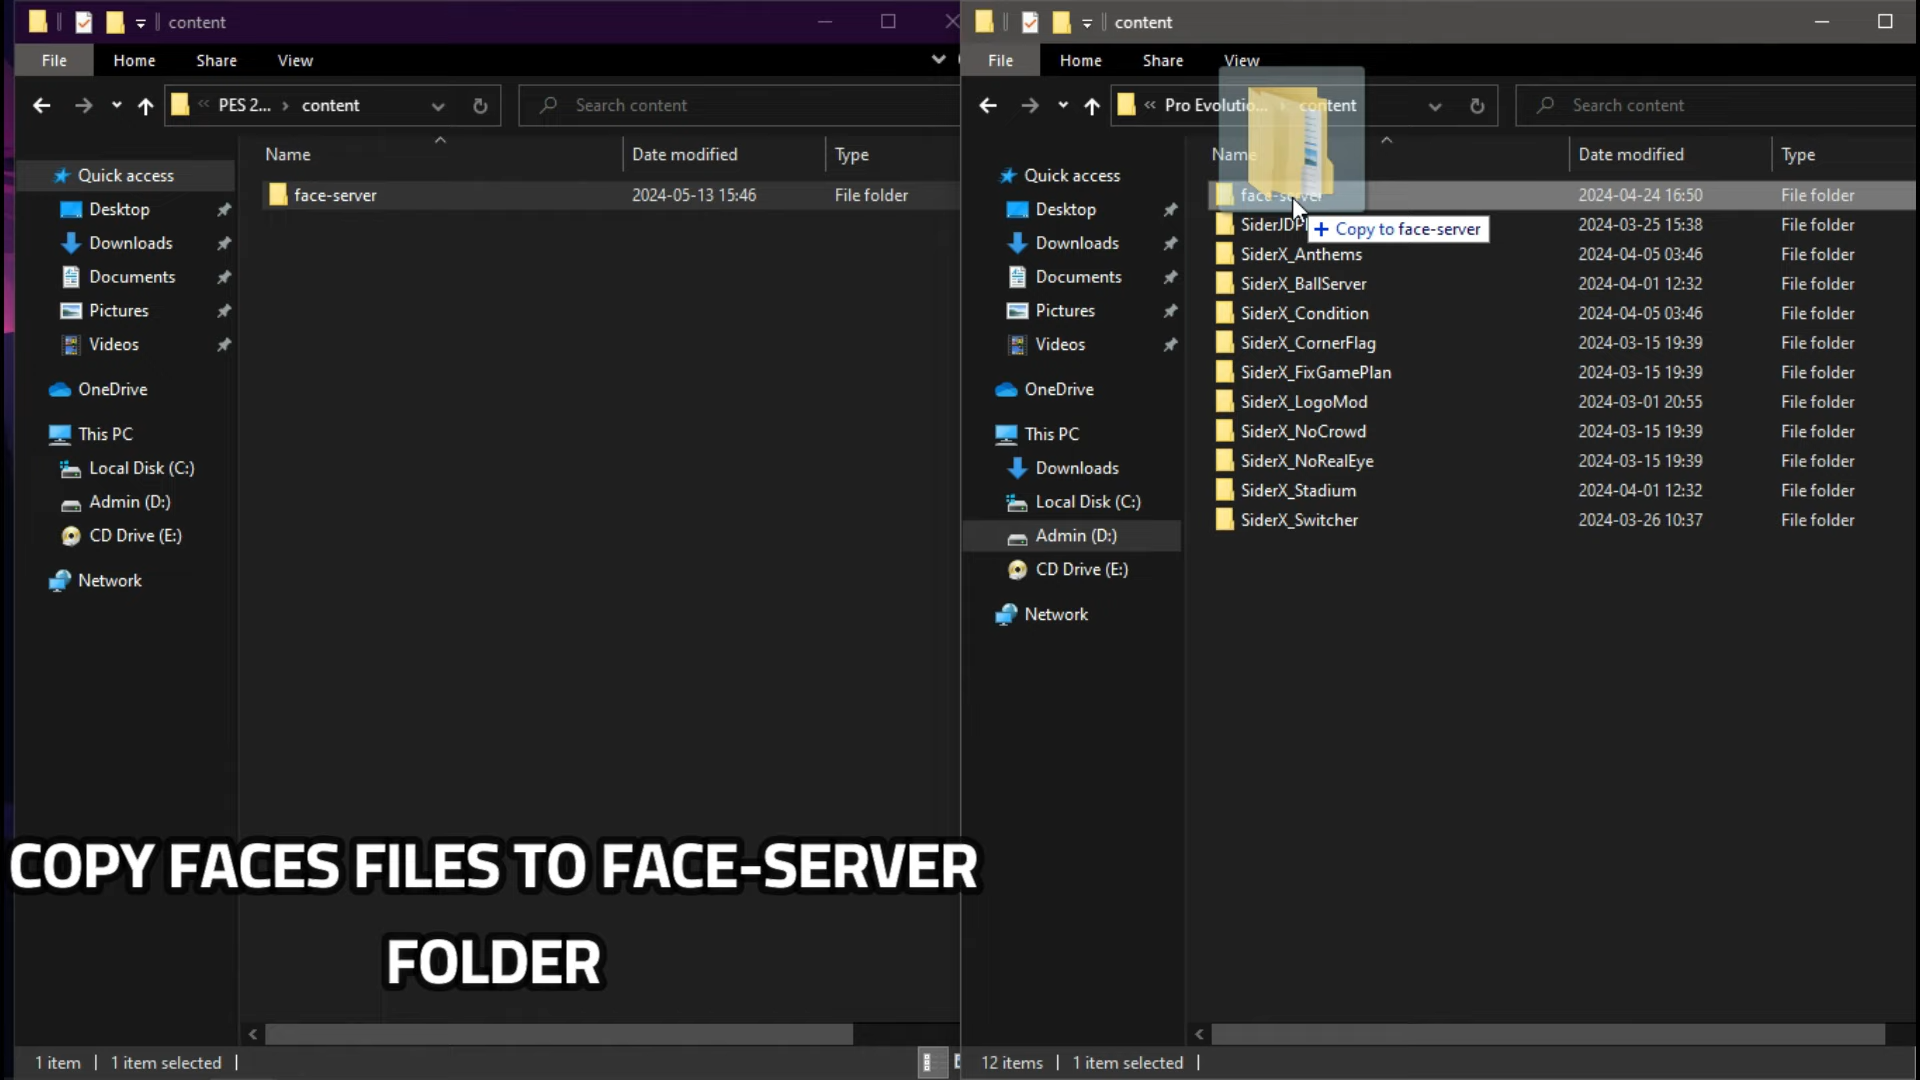 content
File
Home
Share
View
PES 2... › content
Search content
Name
Date modified
Type
Quick access
Desktop
Downloads
Documents
Pictures
Videos
OneDrive
This PC
Local Disk (C:)
Admin (D:)
CD Drive (E:)
Network
face-server
2024-05-13 15:46
File folder
COPY FACES FILES TO FACE-SERVER
FOLDER
1 item
1 item selected
content
File
Home
Share
View
Pro Evolutio... › content
Search content
Name
Date modified
Type
Quick access
Desktop
Downloads
Documents
Pictures
Videos
OneDrive
This PC
Downloads
Local Disk (C:)
Admin (D:)
CD Drive (E:)
Network
face-server 2024-04-24 16:50 File folder
+ Copy to face-server
SiderJDP 2024-03-25 15:38 File folder
SiderX_Anthems 2024-04-05 03:46 File folder
SiderX_BallServer 2024-04-01 12:32 File folder
SiderX_Condition 2024-04-05 03:46 File folder
SiderX_CornerFlag 2024-03-15 19:39 File folder
SiderX_FixGamePlan 2024-03-15 19:39 File folder
SiderX_LogoMod 2024-03-01 20:55 File folder
SiderX_NoCrowd 2024-03-15 19:39 File folder
SiderX_NoRealEye 2024-03-15 19:39 File folder
SiderX_Stadium 2024-04-01 12:32 File folder
SiderX_Switcher 2024-03-26 10:37 File folder
12 items
1 item selected